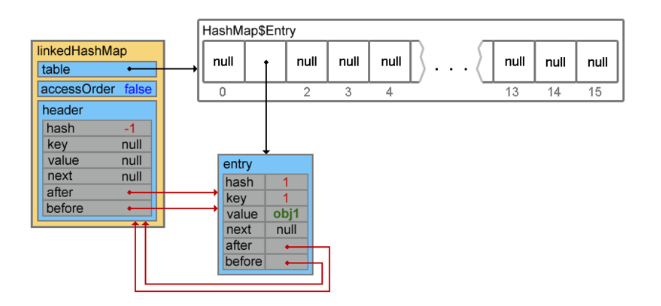 HashMap$Entry
null null null null . . . null null null
0 2 3 4 13 14 15
linkedHashMap
table
accessOrder false
header
hash -1
key null
value null
next null
after
before
entry
hash 1
key 1
value obj1
next null
after
before